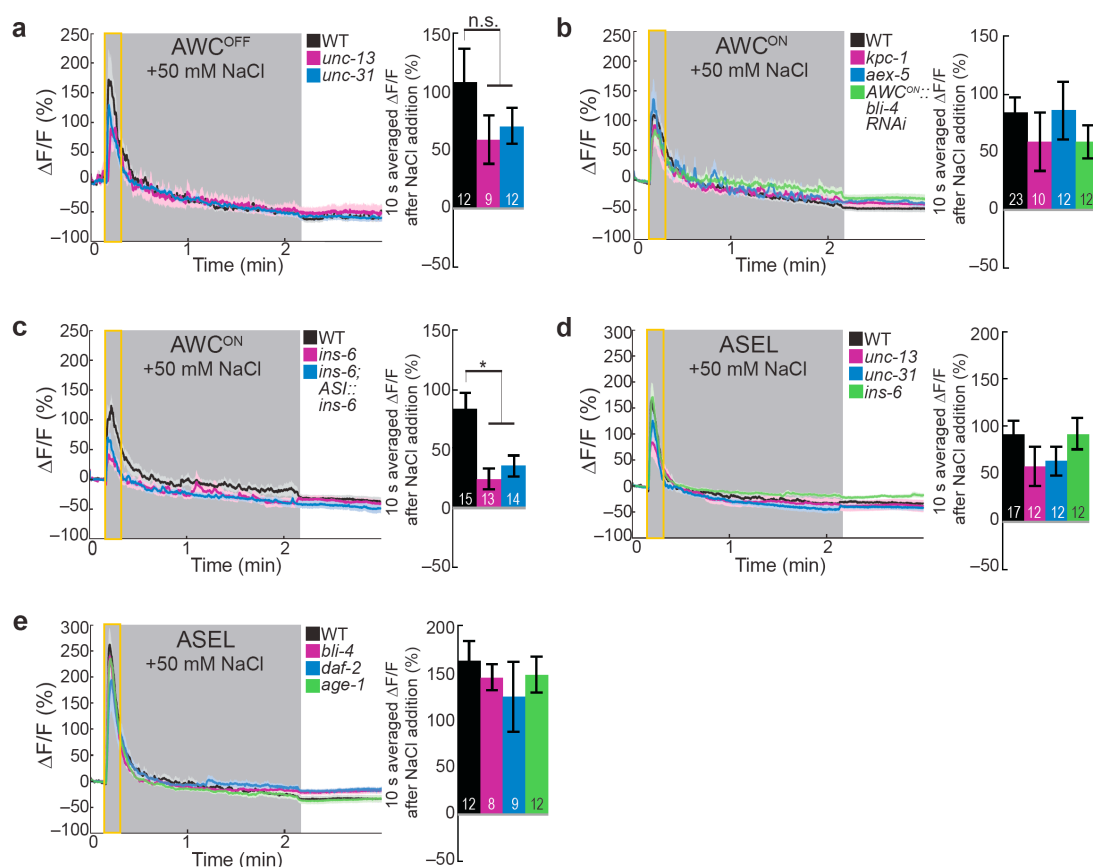 a
AWC^OFF
+50 mM NaCl
WT
unc-13
unc-31
ΔF/F (%)
250
200
150
100
50
0
–50
–100
0
1
2
Time (min)
10 s averaged ΔF/F
after NaCl addition (%)
150
100
50
0
–50
n.s.
12
9
12
b
AWC^ON
+50 mM NaCl
WT
kpc-1
aex-5
AWC^ON::
bli-4
RNAi
ΔF/F (%)
250
200
150
100
50
0
–50
–100
0
1
2
Time (min)
10 s averaged ΔF/F
after NaCl addition (%)
150
100
50
0
–50
23
10
12
12
c
AWC^ON
+50 mM NaCl
WT
ins-6
ins-6;
ASI::
ins-6
ΔF/F (%)
250
200
150
100
50
0
–50
–100
0
1
2
Time (min)
10 s averaged ΔF/F
after NaCl addition (%)
150
100
50
0
–50
*
15
13
14
d
ASEL
+50 mM NaCl
WT
unc-13
unc-31
ins-6
ΔF/F (%)
300
250
200
150
100
50
0
–50
–100
0
1
2
Time (min)
10 s averaged ΔF/F
after NaCl addition (%)
200
150
100
50
0
–50
17
12
12
12
e
ASEL
+50 mM NaCl
WT
bli-4
daf-2
age-1
ΔF/F (%)
300
250
200
150
100
50
0
–50
–100
0
1
2
Time (min)
10 s averaged ΔF/F
after NaCl addition (%)
200
150
100
50
0
–50
12
8
9
12